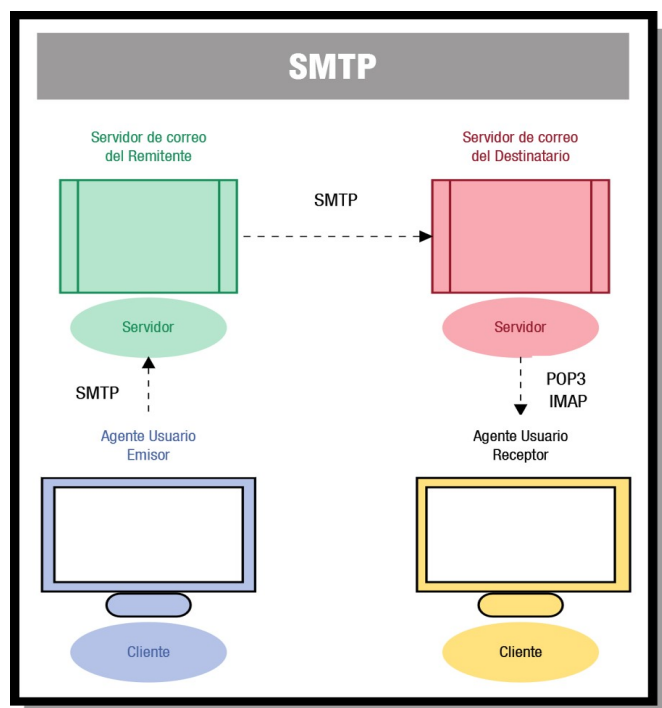 SMTP
Servidor de correo
del Remitente
Servidor de correo
del Destinatario
SMTP
Servidor
Servidor
SMTP
POP3
IMAP
Agente Usuario
Emisor
Agente Usuario
Receptor
Cliente
Cliente